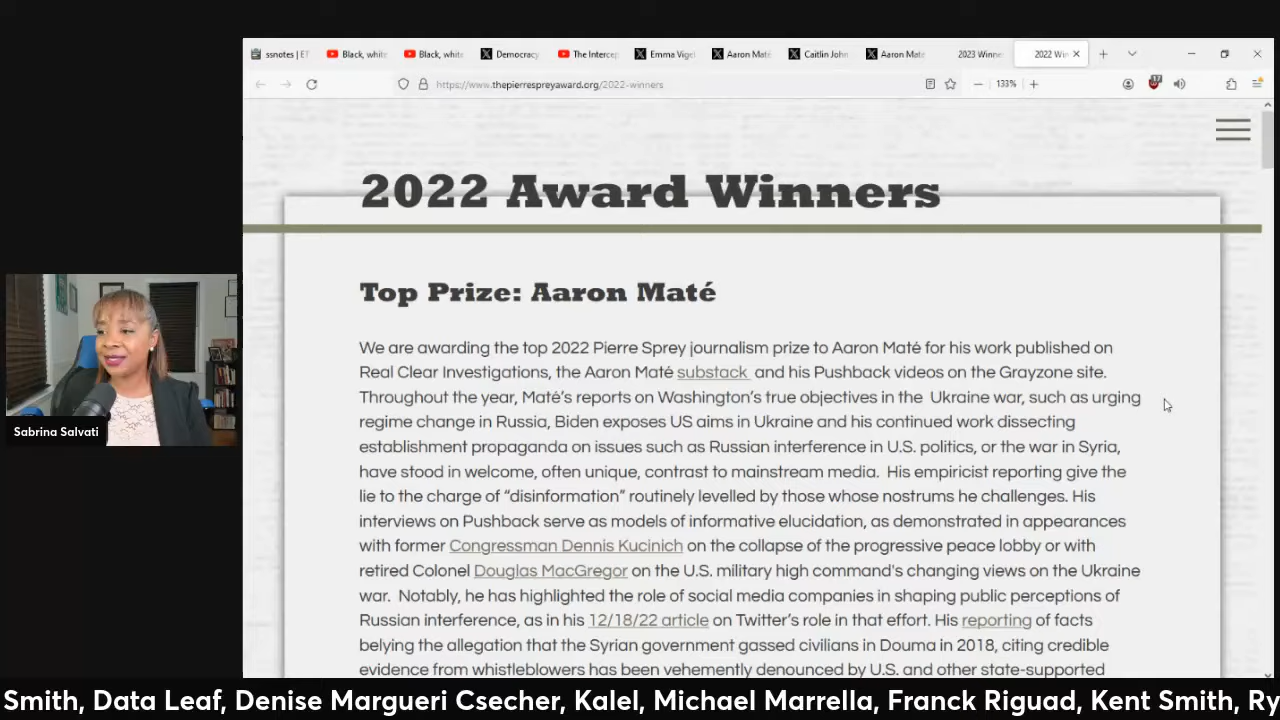 ssnotes | ET
Black, white
Black, white
Democracy
The Intercep
Emma Vigel
Aaron Maté
Caitlin John
Aaron Maté
2023 Winne
2022 Win
https://www.thepierrespreyaward.org/2022-winners
133%
17
2022 Award Winners
Top Prize: Aaron Maté
We are awarding the top 2022 Pierre Sprey journalism prize to Aaron Maté for his work published on
Real Clear Investigations, the Aaron Maté substack and his Pushback videos on the Grayzone site.
Throughout the year, Maté's reports on Washington's true objectives in the Ukraine war, such as urging
regime change in Russia, Biden exposes US aims in Ukraine and his continued work dissecting
establishment propaganda on issues such as Russian interference in U.S. politics, or the war in Syria,
have stood in welcome, often unique, contrast to mainstream media. His empiricist reporting give the
lie to the charge of “disinformation” routinely levelled by those whose nostrums he challenges. His
interviews on Pushback serve as models of informative elucidation, as demonstrated in appearances
with former Congressman Dennis Kucinich on the collapse of the progressive peace lobby or with
retired Colonel Douglas MacGregor on the U.S. military high command's changing views on the Ukraine
war. Notably, he has highlighted the role of social media companies in shaping public perceptions of
Russian interference, as in his 12/18/22 article on Twitter's role in that effort. His reporting of facts
belying the allegation that the Syrian government gassed civilians in Douma in 2018, citing credible
evidence from whistleblowers has been vehemently denounced by U.S. and other state-supported
Sabrina Salvati
Smith, Data Leaf, Denise Margueri Csecher, Kalel, Michael Marrella, Franck Riguad, Kent Smith, Ry